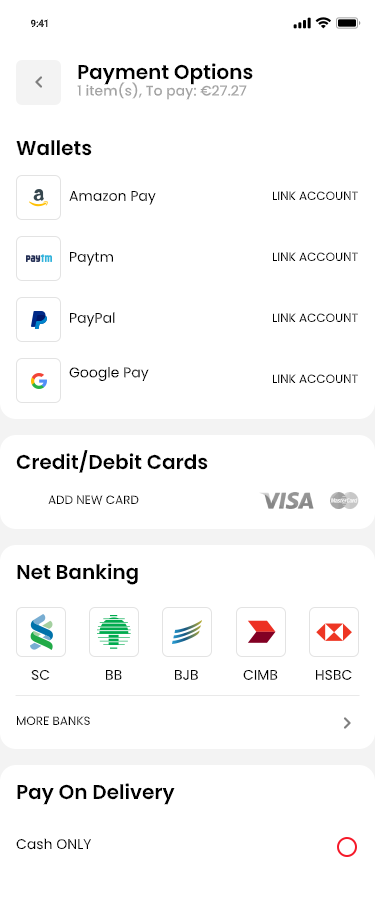 9:41
Payment Options
1 item(s), To pay: €27.27
Wallets
Amazon Pay LINK ACCOUNT
paytm Paytm LINK ACCOUNT
PayPal LINK ACCOUNT
Google Pay LINK ACCOUNT
Credit/Debit Cards
ADD NEW CARD VISA MasterCard
Net Banking
SC BB BJB CIMB HSBC
MORE BANKS
Pay On Delivery
Cash ONLY